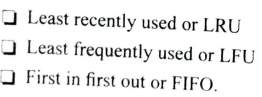 ❏ Least recently used or LRU
❏ Least frequently used or LFU
❏ First in first out or FIFO.